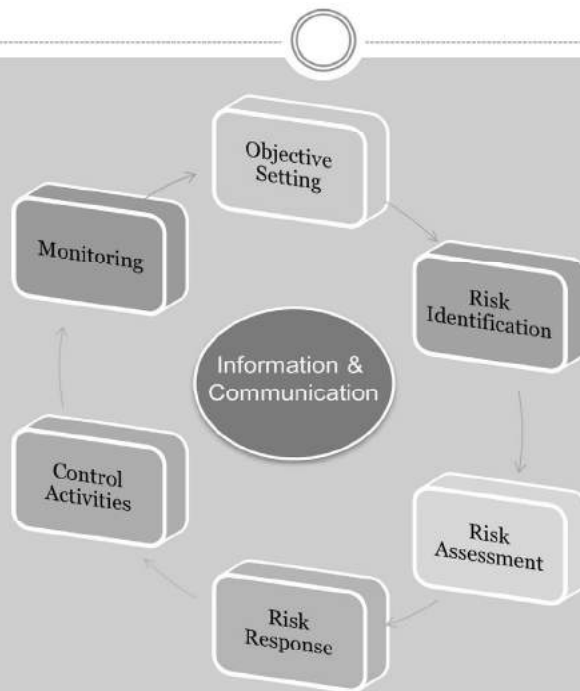 Objective
Setting
Risk
Identification
Risk
Assessment
Risk
Response
Control
Activities
Monitoring
Information &
Communication